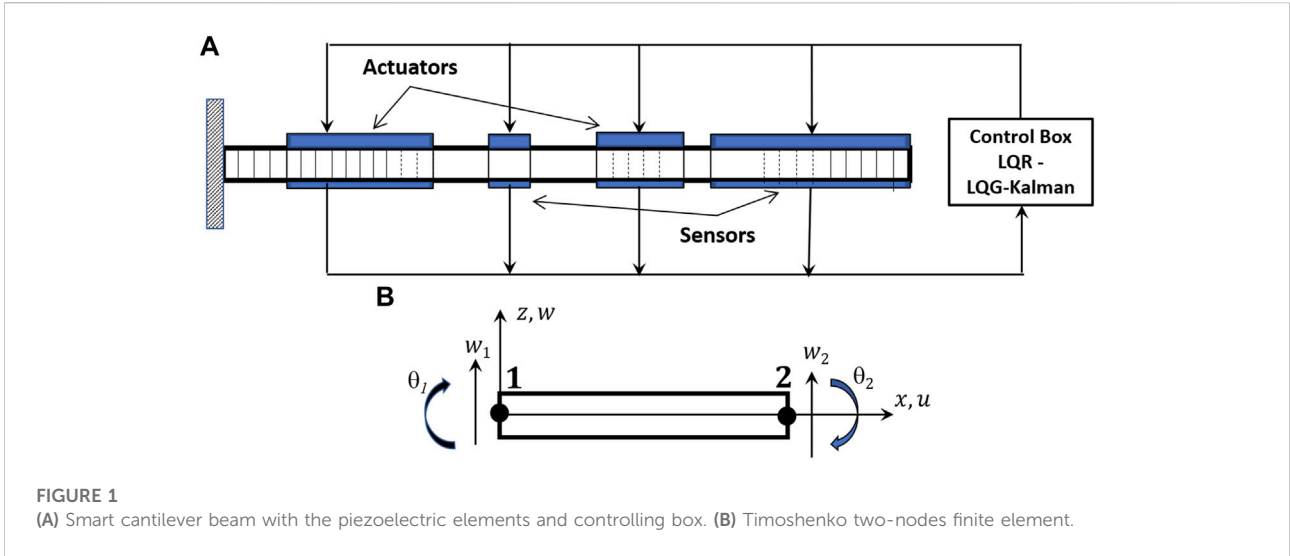 A
Actuators
Control Box
LQR -
LQG-Kalman
Sensors
B
z, w
w₁
w₂
θ₁
1
2
θ₂
x, u
FIGURE 1
(A) Smart cantilever beam with the piezoelectric elements and controlling box. (B) Timoshenko two-nodes finite element.